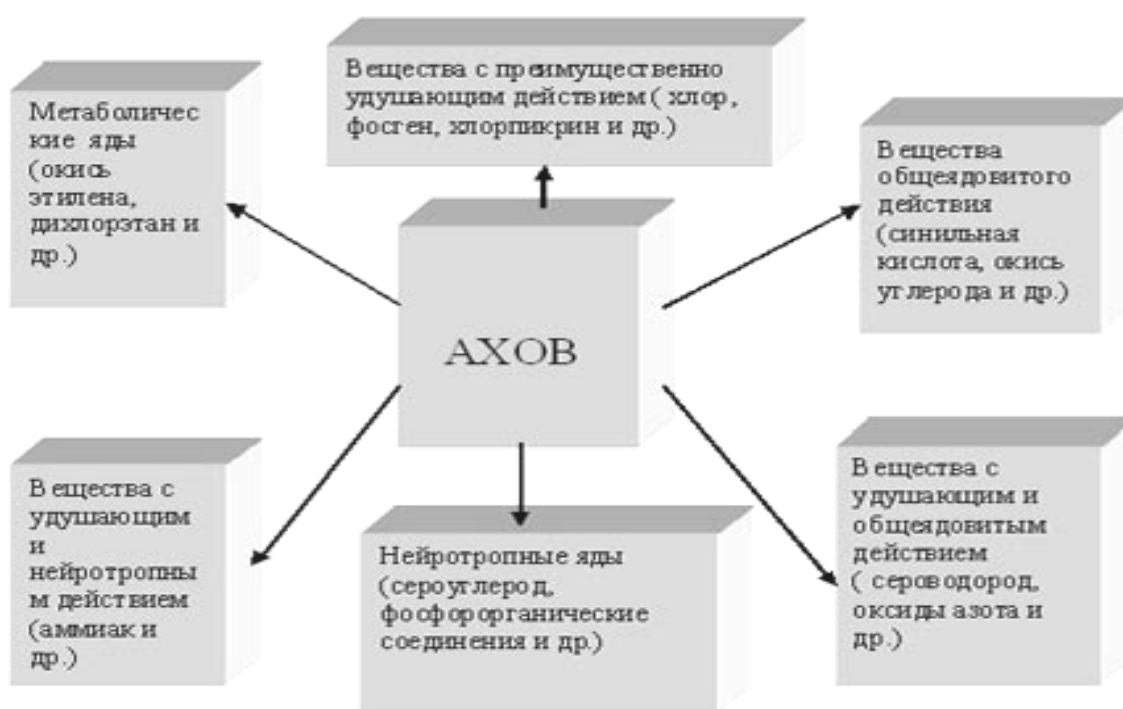 Вещества с преимущественно
удушающим действием ( хлор,
фосген, хлорпикрин и др.)
Метаболичес
кие яды
(окись
этилена,
дихлорэтан и
др.)
Вещества
общеядовитого
действия
(синильная
кислота, окись
углерода и др.)
АХОВ
Вещества с
удушающим
и
нейротропны
м действием
(аммиак и
др.)
Нейротропные яды
(сероуглерод,
фосфорорганические
соединения и др.)
Вещества с
удушающим и
общеядовитым
действием
( сероводород,
оксиды азота и
др.)